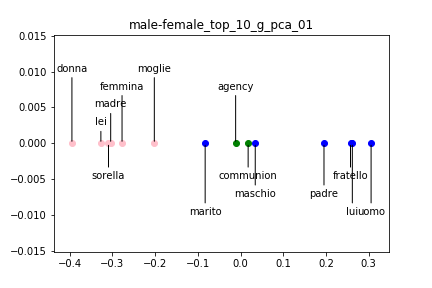 male-female_top_10_g_pca_01
0.015
0.010
0.005
0.000
−0.005
−0.010
−0.015
donna
moglie
agency
femmina
madre
lei
sorella
communion
fratello
maschio
padre
marito
lui
uomo
−0.4 −0.3 −0.2 −0.1 0.0 0.1 0.2 0.3